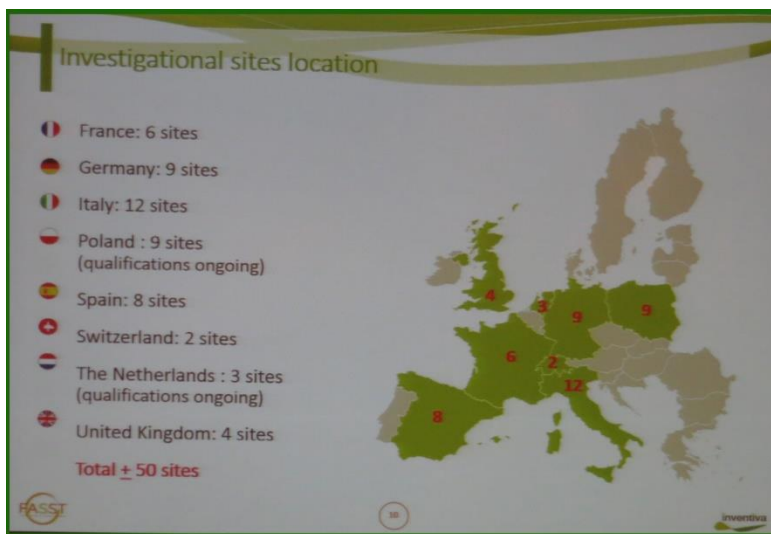 Investigational sites location
France: 6 sites
Germany: 9 sites
Italy: 12 sites
Poland : 9 sites
(qualifications ongoing)
Spain: 8 sites
Switzerland: 2 sites
The Netherlands : 3 sites
(qualifications ongoing)
United Kingdom: 4 sites
Total ± 50 sites
4
3
9
9
6
2
12
8
FASST
10
inventiva